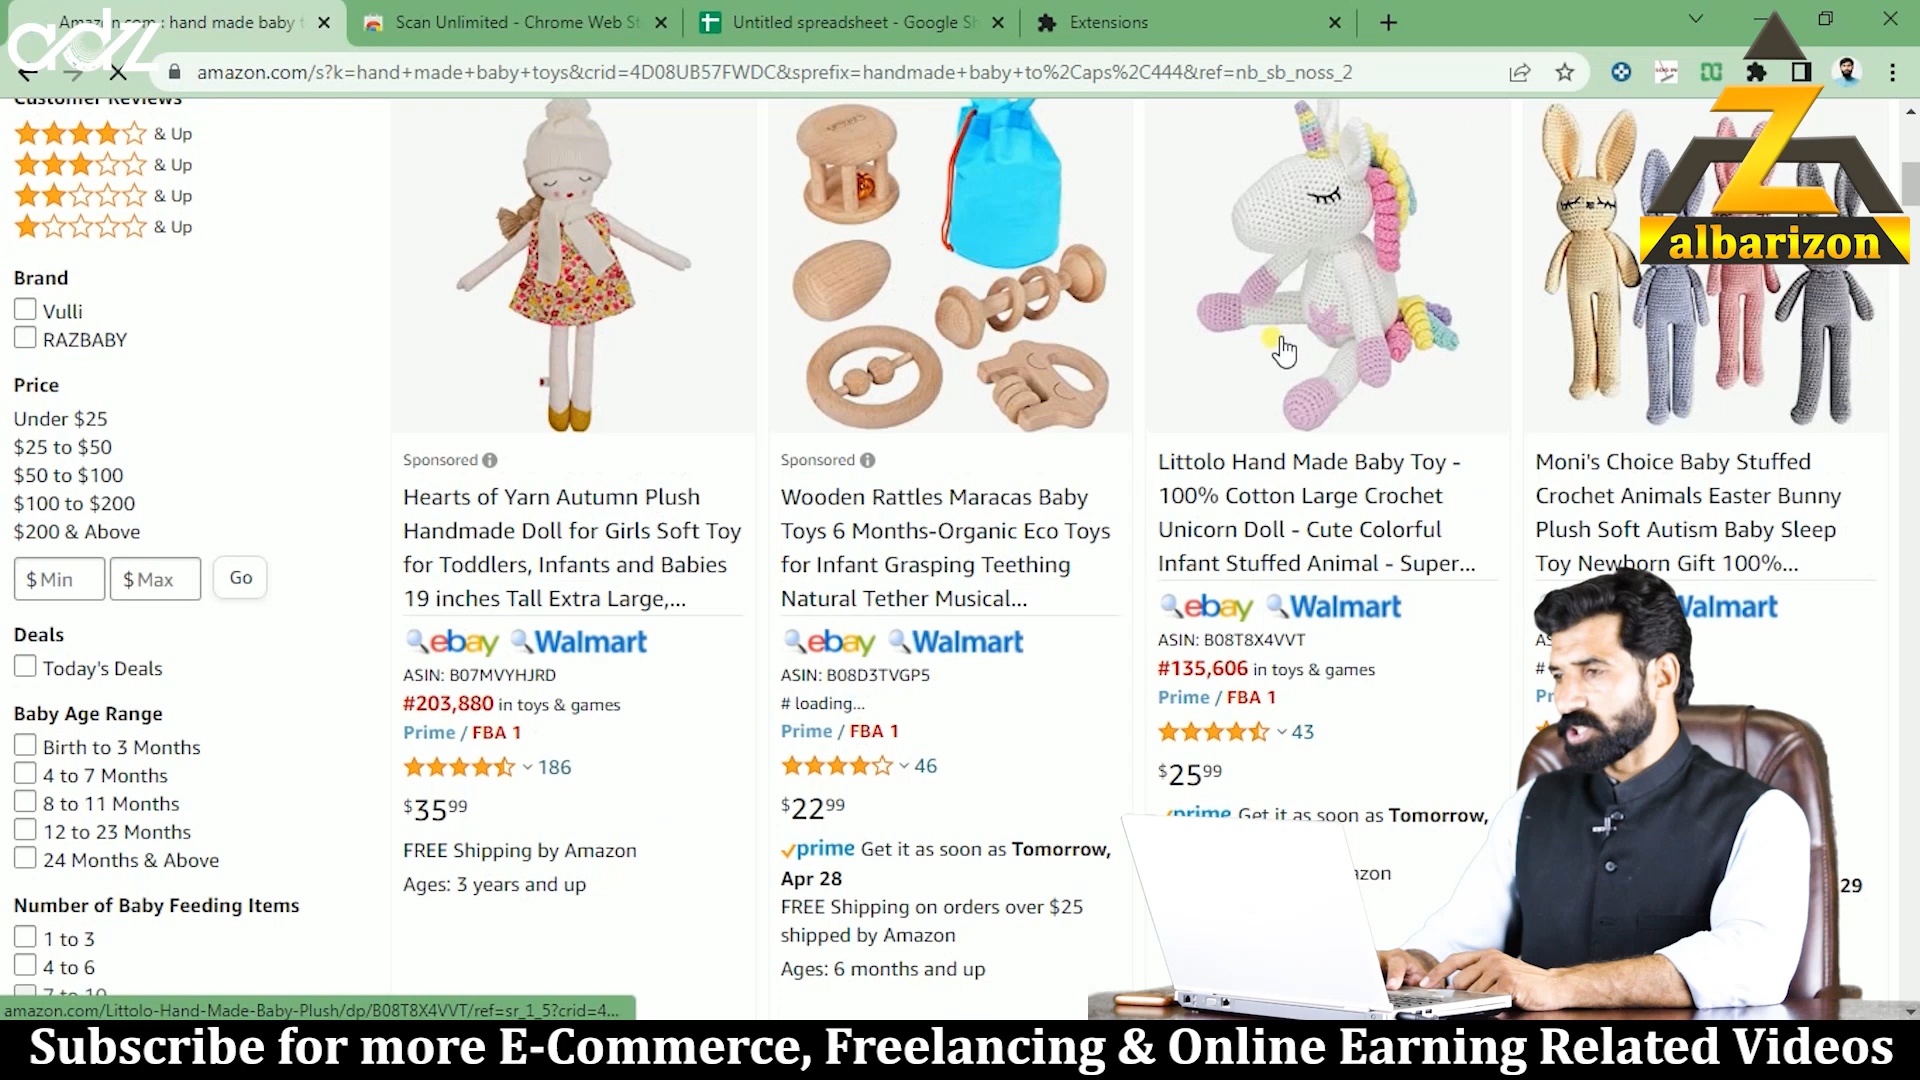 Amazon.com : hand made baby t
Scan Unlimited - Chrome Web St
Untitled spreadsheet - Google Sh
Extensions
adz
amazon.com/s?k=hand+made+baby+toys&crid=4D08UB57FWDC&sprefix=handmade+baby+to%2Caps%2C444&ref=nb_sb_noss_2
Z
albarizon
Customer Reviews
& Up
& Up
& Up
& Up
Brand
Vulli
RAZBABY
Price
Under $25
$25 to $50
$50 to $100
$100 to $200
$200 & Above
$ Min
$ Max
Go
Deals
Today's Deals
Baby Age Range
Birth to 3 Months
4 to 7 Months
8 to 11 Months
12 to 23 Months
24 Months & Above
Number of Baby Feeding Items
1 to 3
4 to 6
7 to 10
Sponsored
Hearts of Yarn Autumn Plush
Handmade Doll for Girls Soft Toy
for Toddlers, Infants and Babies
19 inches Tall Extra Large,...
ebay Walmart
ASIN: B07MVYHJRD
#203,880 in toys & games
Prime / FBA 1
186
$35 99
FREE Shipping by Amazon
Ages: 3 years and up
Sponsored
Wooden Rattles Maracas Baby
Toys 6 Months-Organic Eco Toys
for Infant Grasping Teething
Natural Tether Musical...
ebay Walmart
ASIN: B08D3TVGP5
# loading...
Prime / FBA 1
46
$22 99
prime Get it as soon as Tomorrow,
Apr 28
FREE Shipping on orders over $25
shipped by Amazon
Ages: 6 months and up
Littolo Hand Made Baby Toy -
100% Cotton Large Crochet
Unicorn Doll - Cute Colorful
Infant Stuffed Animal - Super...
ebay Walmart
ASIN: B08T8X4VVT
#135,606 in toys & games
Prime / FBA 1
43
$25 99
prime Get it as soon as Tomorrow,
Moni's Choice Baby Stuffed
Crochet Animals Easter Bunny
Plush Soft Autism Baby Sleep
Toy Newborn Gift 100%...
Walmart
#
29
amazon.com/Littolo-Hand-Made-Baby-Plush/dp/B08T8X4VVT/ref=sr_1_5?crid=4...
Subscribe for more E-Commerce, Freelancing & Online Earning Related Videos